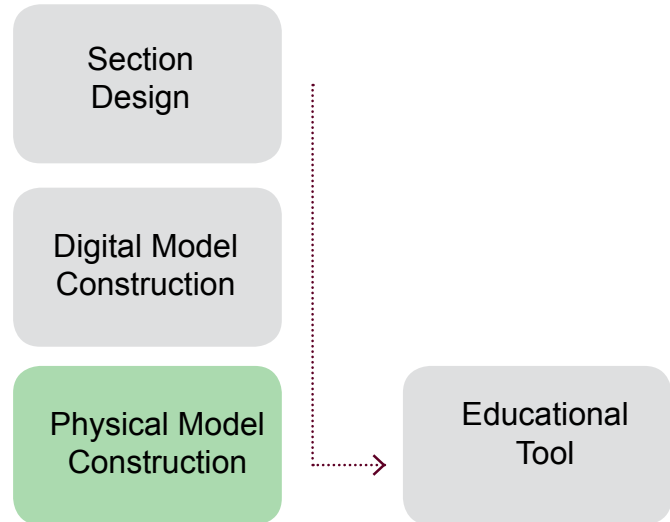 Section
Design
Digital Model
Construction
Physical Model
Construction
Educational
Tool